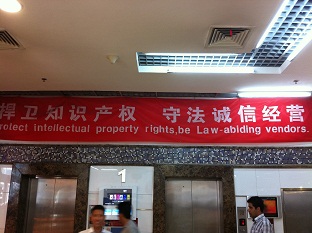 捍卫知识产权 守法诚信经营
rotect intellectual property rights,be Law-abiding vendors.
1